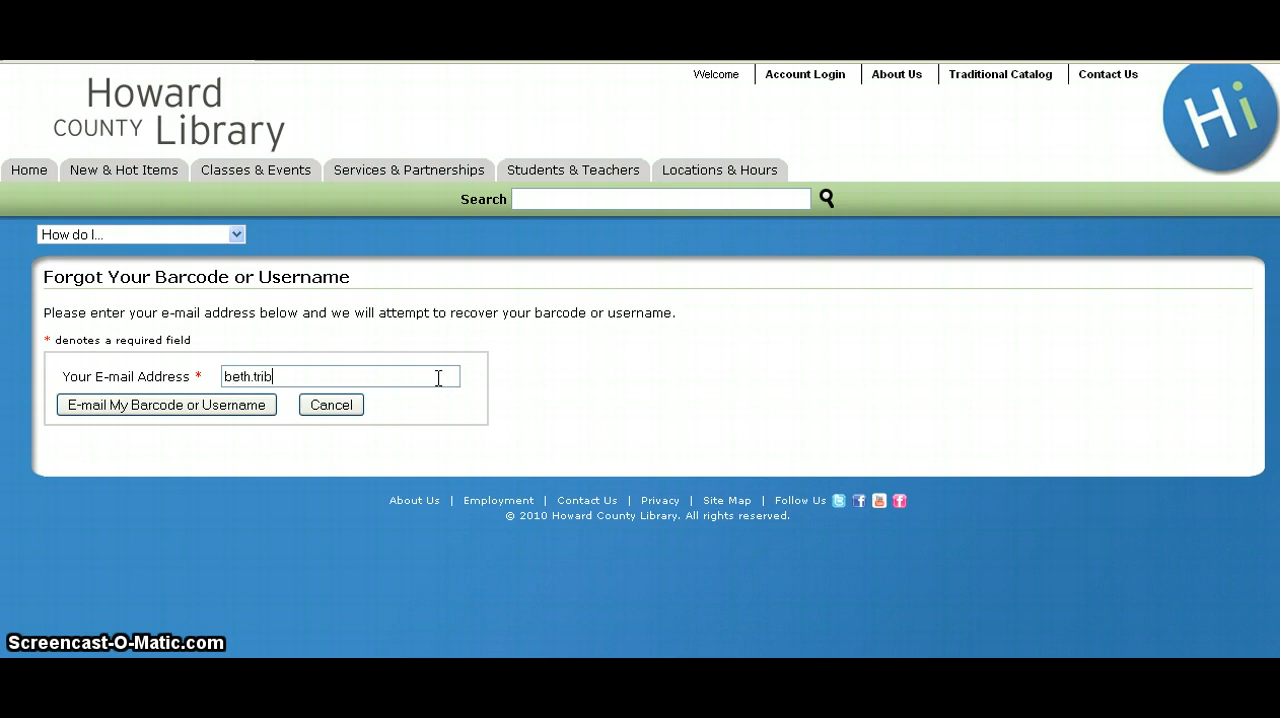 Welcome | Account Login | About Us | Traditional Catalog | Contact Us
Howard
COUNTY Library
Hi
Home New & Hot Items Classes & Events Services & Partnerships Students & Teachers Locations & Hours
Search
How do I...
Forgot Your Barcode or Username
Please enter your e-mail address below and we will attempt to recover your barcode or username.
* denotes a required field
Your E-mail Address * beth.trib
E-mail My Barcode or Username Cancel
About Us | Employment | Contact Us | Privacy | Site Map | Follow Us
© 2010 Howard County Library. All rights reserved.
Screencast-O-Matic.com